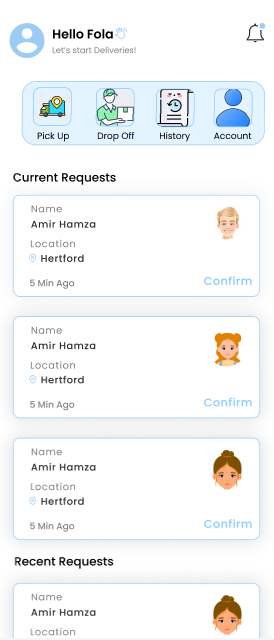 Hello Fola
Let's start Deliveries!
Pick Up
Drop Off
History
Account
Current Requests
Name
Amir Hamza
Location
Hertford
5 Min Ago
Confirm
Name
Amir Hamza
Location
Hertford
5 Min Ago
Confirm
Name
Amir Hamza
Location
Hertford
5 Min Ago
Confirm
Recent Requests
Name
Amir Hamza
Location